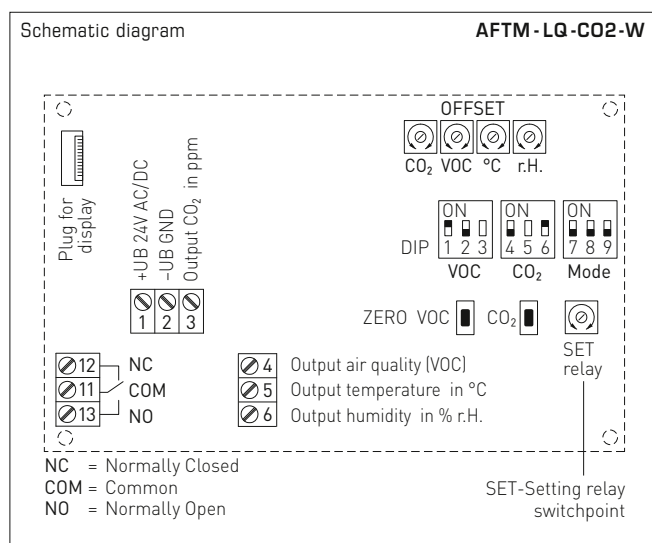 Schematic diagram AFTM-LQ-CO2-W
OFFSET
CO₂ VOC °C r.H.
Plug for
display
+UB 24V AC/DC
-UB GND
Output CO₂ in ppm
ON ON ON
DIP 1 2 3 4 5 6 7 8 9
VOC CO₂ Mode
1 2 3
ZERO VOC CO₂
SET
relay
12 NC
11 COM
13 NO
4 Output air quality (VOC)
5 Output temperature in °C
6 Output humidity in % r.H.
NC = Normally Closed
COM = Common
NO = Normally Open
SET-Setting relay
switchpoint